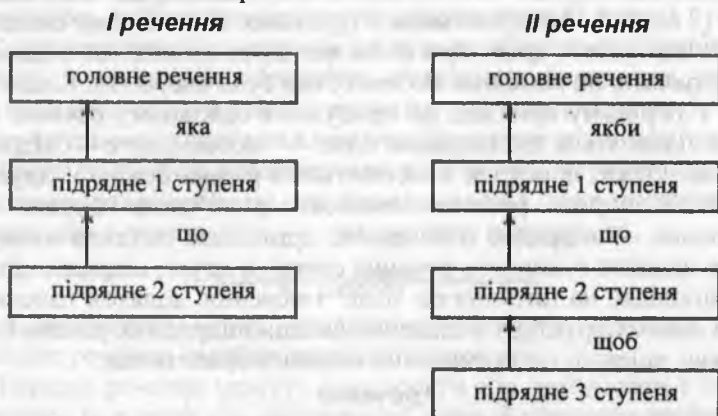 І речення
ІІ речення
головне речення
головне речення
яка
якби
підрядне 1 ступеня
підрядне 1 ступеня
що
що
підрядне 2 ступеня
підрядне 2 ступеня
щоб
підрядне 3 ступеня